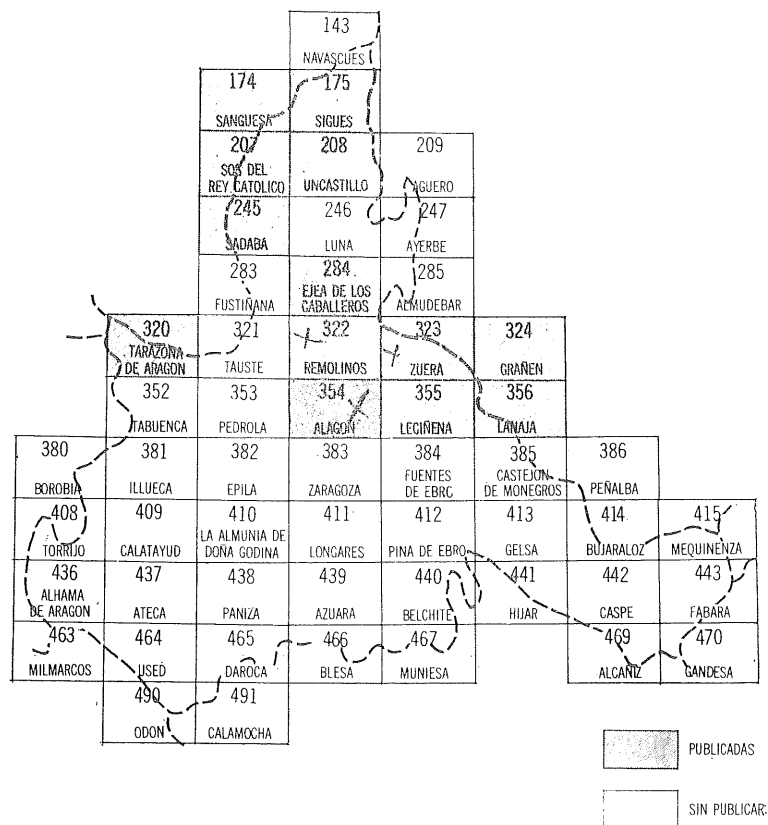 143
NAVASCUES
174
175
SANGUESA
SIGUES
207
208
209
SOS DEL
REY CATOLICO
UNCASTILLO
AGUERO
245
246
247
SADABA
LUNA
AYERBE
283
284
285
FUSTIÑANA
EJEA DE LOS
CABALLEROS
ALMUDEBAR
320
321
322
323
324
TARAZONA
DE ARAGON
TAUSTE
REMOLINOS
ZUERA
GRAÑEN
352
353
354
355
356
TABUENCA
PEDROLA
ALAGON
LECIÑENA
LANAJA
380
381
382
383
384
385
386
BOROBIA
ILLUECA
EPILA
ZARAGOZA
FUENTES
DE EBRO
CASTEJON
DE MONEGROS
PEÑALBA
408
409
410
411
412
413
414
415
TORRIJO
CALATAYUD
LA ALMUNIA DE
DOÑA GODINA
LONGARES
PINA DE EBRO
GELSA
BUJARALOZ
MEQUINENZA
436
437
438
439
440
441
442
443
ALHAMA
DE ARAGON
ATECA
PANIZA
AZUARA
BELCHITE
HIJAR
CASPE
FABARA
463
464
465
466
467
469
470
MILMARCOS
USED
DAROCA
BLESA
MUNIESA
ALCAÑIZ
GANDESA
490
491
ODON
CALAMOCHA
PUBLICADAS
SIN PUBLICAR